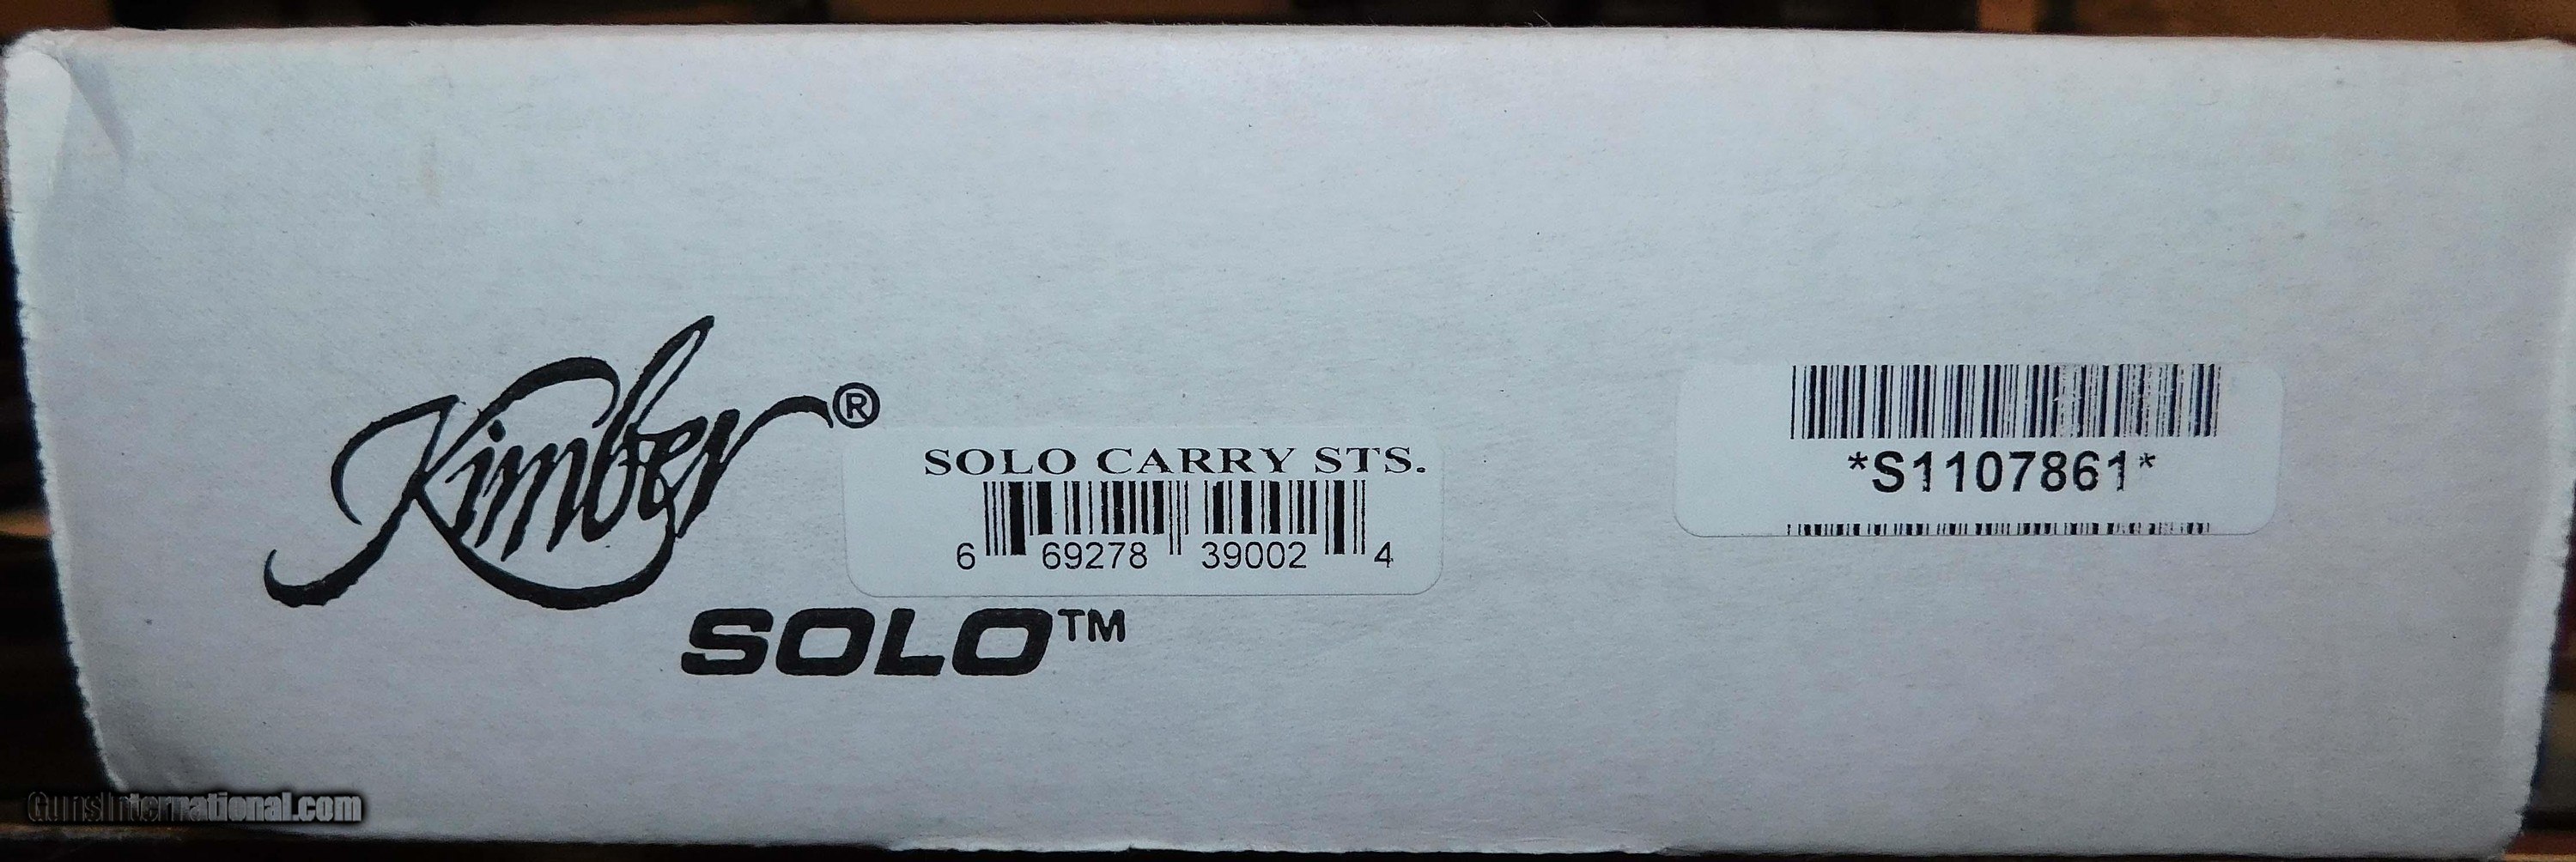 Kimber®
SOLO CARRY STS.
6 69278 39002 4
SOLO™
*S1107861*
GunsInternational.com